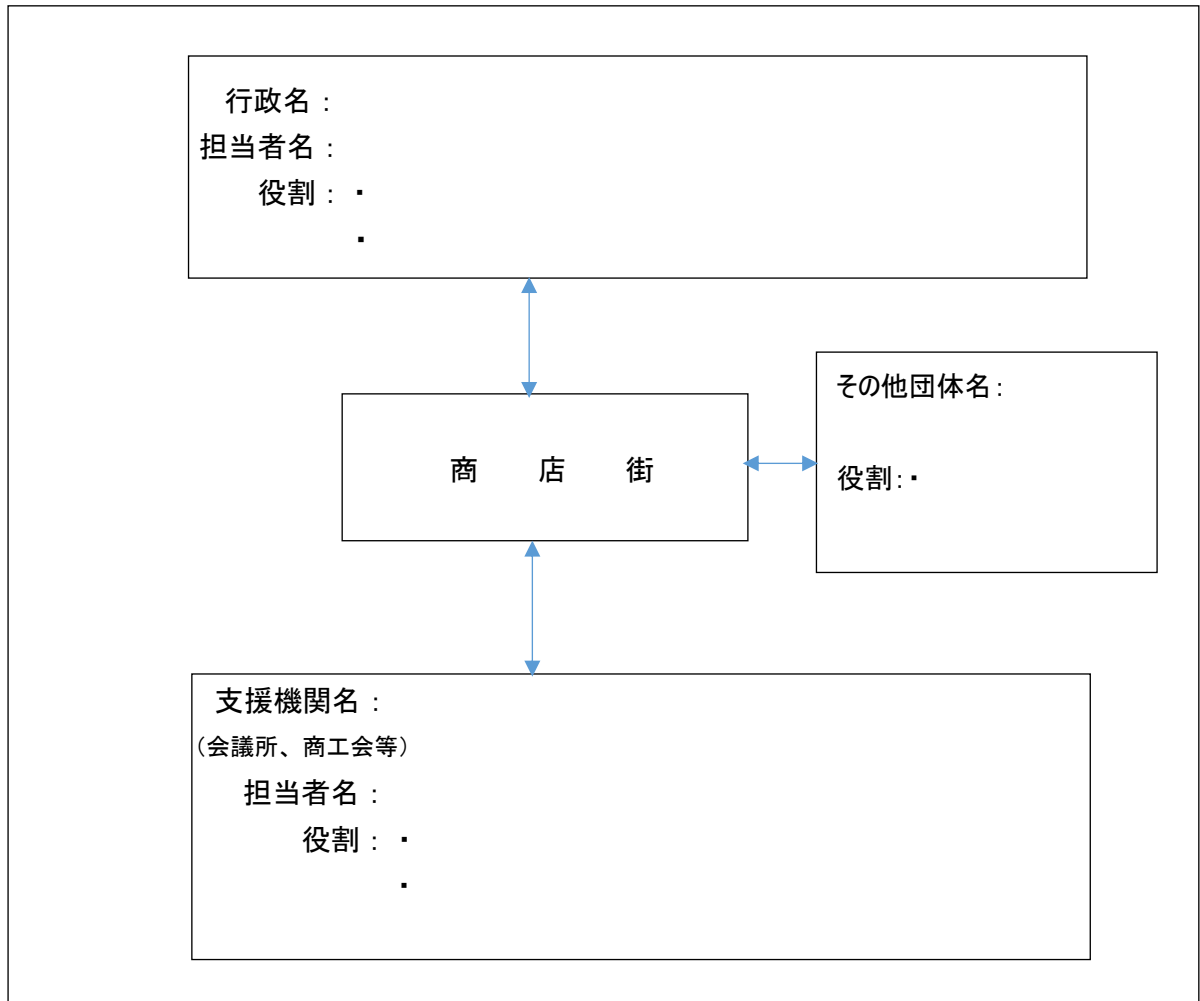 行政名：
担当者名：
役割：・
・
その他団体名：
商　店　街
役割：・
支援機関名：
（会議所、商工会等）
担当者名：
役割：・
・